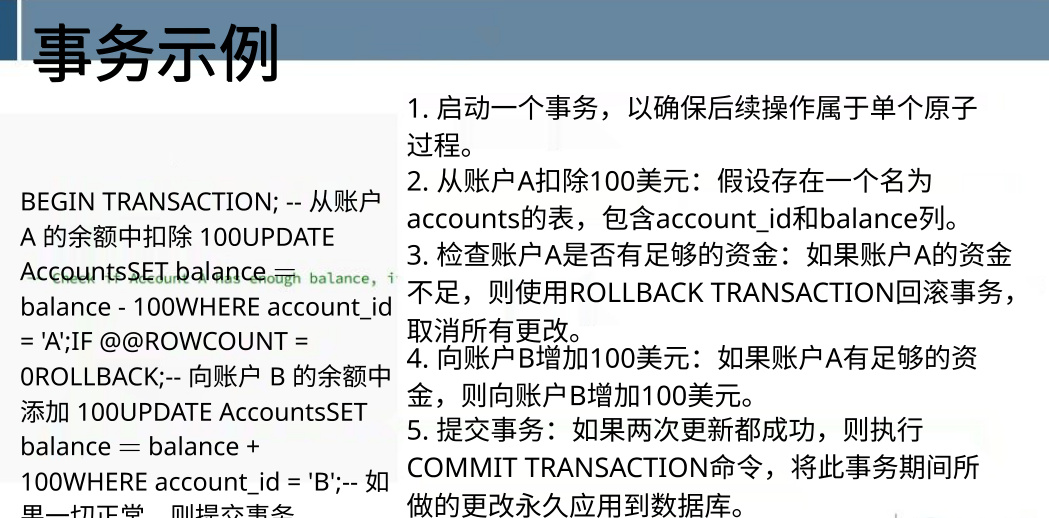 事务示例
BEGIN TRANSACTION; -- 从账户
A 的余额中扣除 100UPDATE
AccountsSET balance =
Check if Account A has enough balance, i
balance - 100WHERE account_id
= 'A';IF @@ROWCOUNT =
0ROLLBACK;-- 向账户 B 的余额中
添加 100UPDATE AccountsSET
balance = balance +
100WHERE account_id = 'B';-- 如
果一切正常，则提交事务
1. 启动一个事务，以确保后续操作属于单个原子
过程。
2. 从账户A扣除100美元：假设存在一个名为
accounts的表，包含account_id和balance列。
3. 检查账户A是否有足够的资金：如果账户A的资金
不足，则使用ROLLBACK TRANSACTION回滚事务，
取消所有更改。
4. 向账户B增加100美元：如果账户A有足够的资
金，则向账户B增加100美元。
5. 提交事务：如果两次更新都成功，则执行
COMMIT TRANSACTION命令，将此事务期间所
做的更改永久应用到数据库。